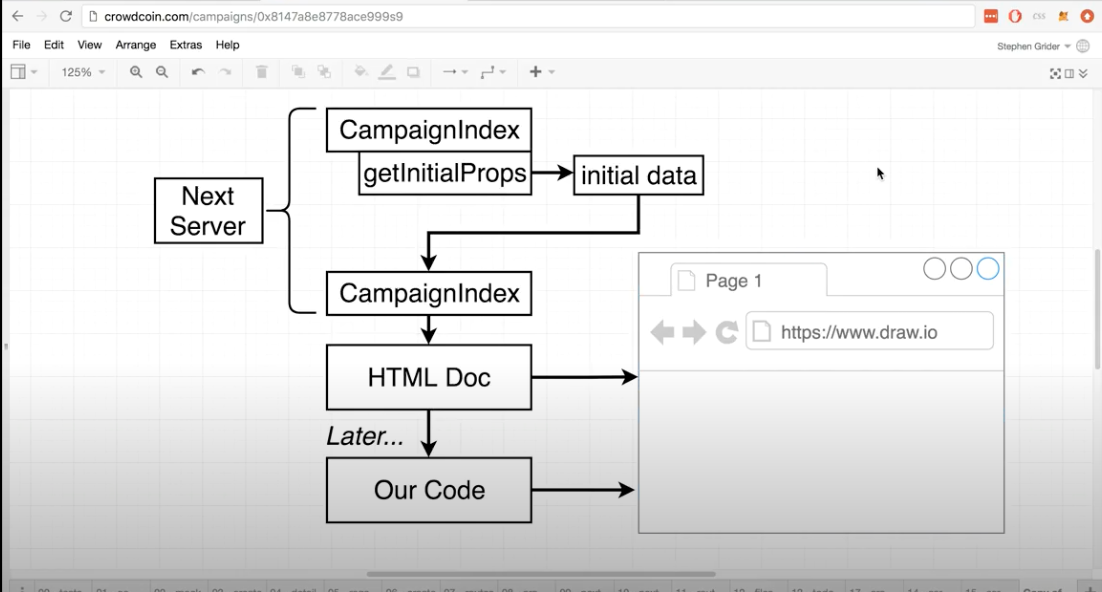 crowdcoin.com/campaigns/0x8147a8e8778ace999s9
CSS
File Edit View Arrange Extras Help
Stephen Grider
125%
CampaignIndex
getInitialProps
initial data
Next
Server
CampaignIndex
Page 1
https://www.draw.io
HTML Doc
Later...
Our Code